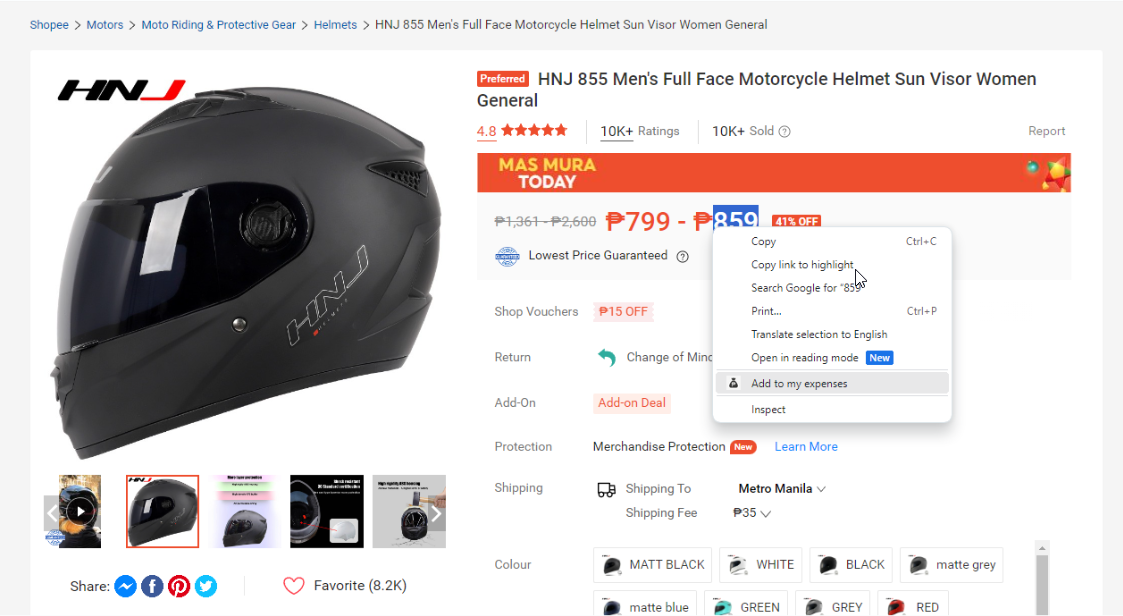 Shopee > Motors > Moto Riding & Protective Gear > Helmets > HNJ 855 Men's Full Face Motorcycle Helmet Sun Visor Women General
HNJ
HNJ
HELMETS
Preferred HNJ 855 Men's Full Face Motorcycle Helmet Sun Visor Women
General
4.8 10K+ Ratings 10K+ Sold Report
MAS MURA
TODAY
₱1,361 - ₱2,600 ₱799 - ₱859 41% OFF
Lowest Price Guaranteed
Shop Vouchers ₱15 OFF
Return Change of Mind
Add-On Add-on Deal
Protection Merchandise Protection New Learn More
Shipping Shipping To Metro Manila
Shipping Fee ₱35
Colour MATT BLACK WHITE BLACK matte grey
matte blue GREEN GREY RED
Copy Ctrl+C
Copy link to highlight
Search Google for “859”
Print... Ctrl+P
Translate selection to English
Open in reading mode New
Add to my expenses
Inspect
HNJ
Share: Favorite (8.2K)